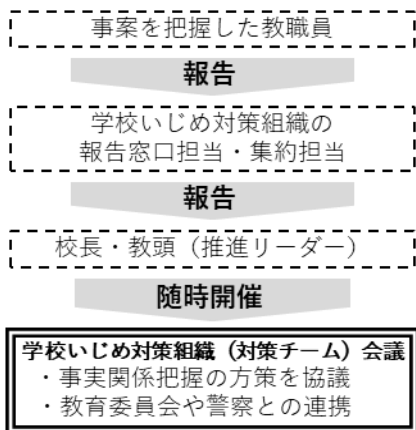 事案を把握した教職員
報告
学校いじめ対策組織の
報告窓口担当・集約担当
報告
校長・教頭（推進リーダー）
随時開催
学校いじめ対策組織（対策チーム）会議
・事実関係把握の方策を協議
・教育委員会や警察との連携